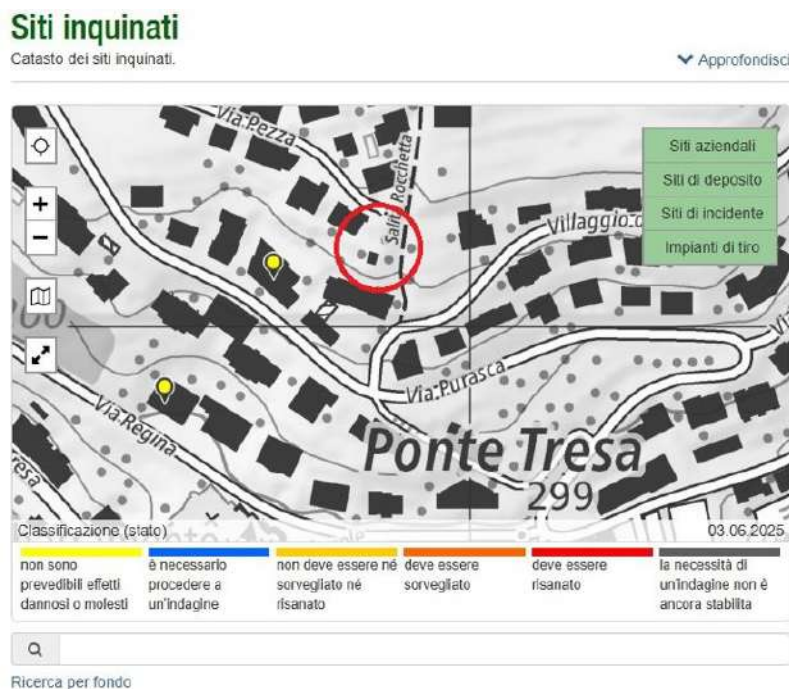 Siti inquinati
Catasto dei siti inquinati.
Approfondisci
Via Pezza
Salita Rocchetta
Siti aziendali
Siti di deposito
Siti di incidente
Impianti di tiro
Villaggio
+
−
Via Purasca
Via Regina
Ponte Tresa
299
Classificazione (stato)
03.06.2025
non sono
prevedibili effetti
dannosi o molesti
è necessario
procedere a
un'indagine
non deve essere né
sorvegliato né
risanato
deve essere
sorvegliato
deve essere
risanato
la necessità di
un'indagine non è
ancora stabilita
Ricerca per fondo